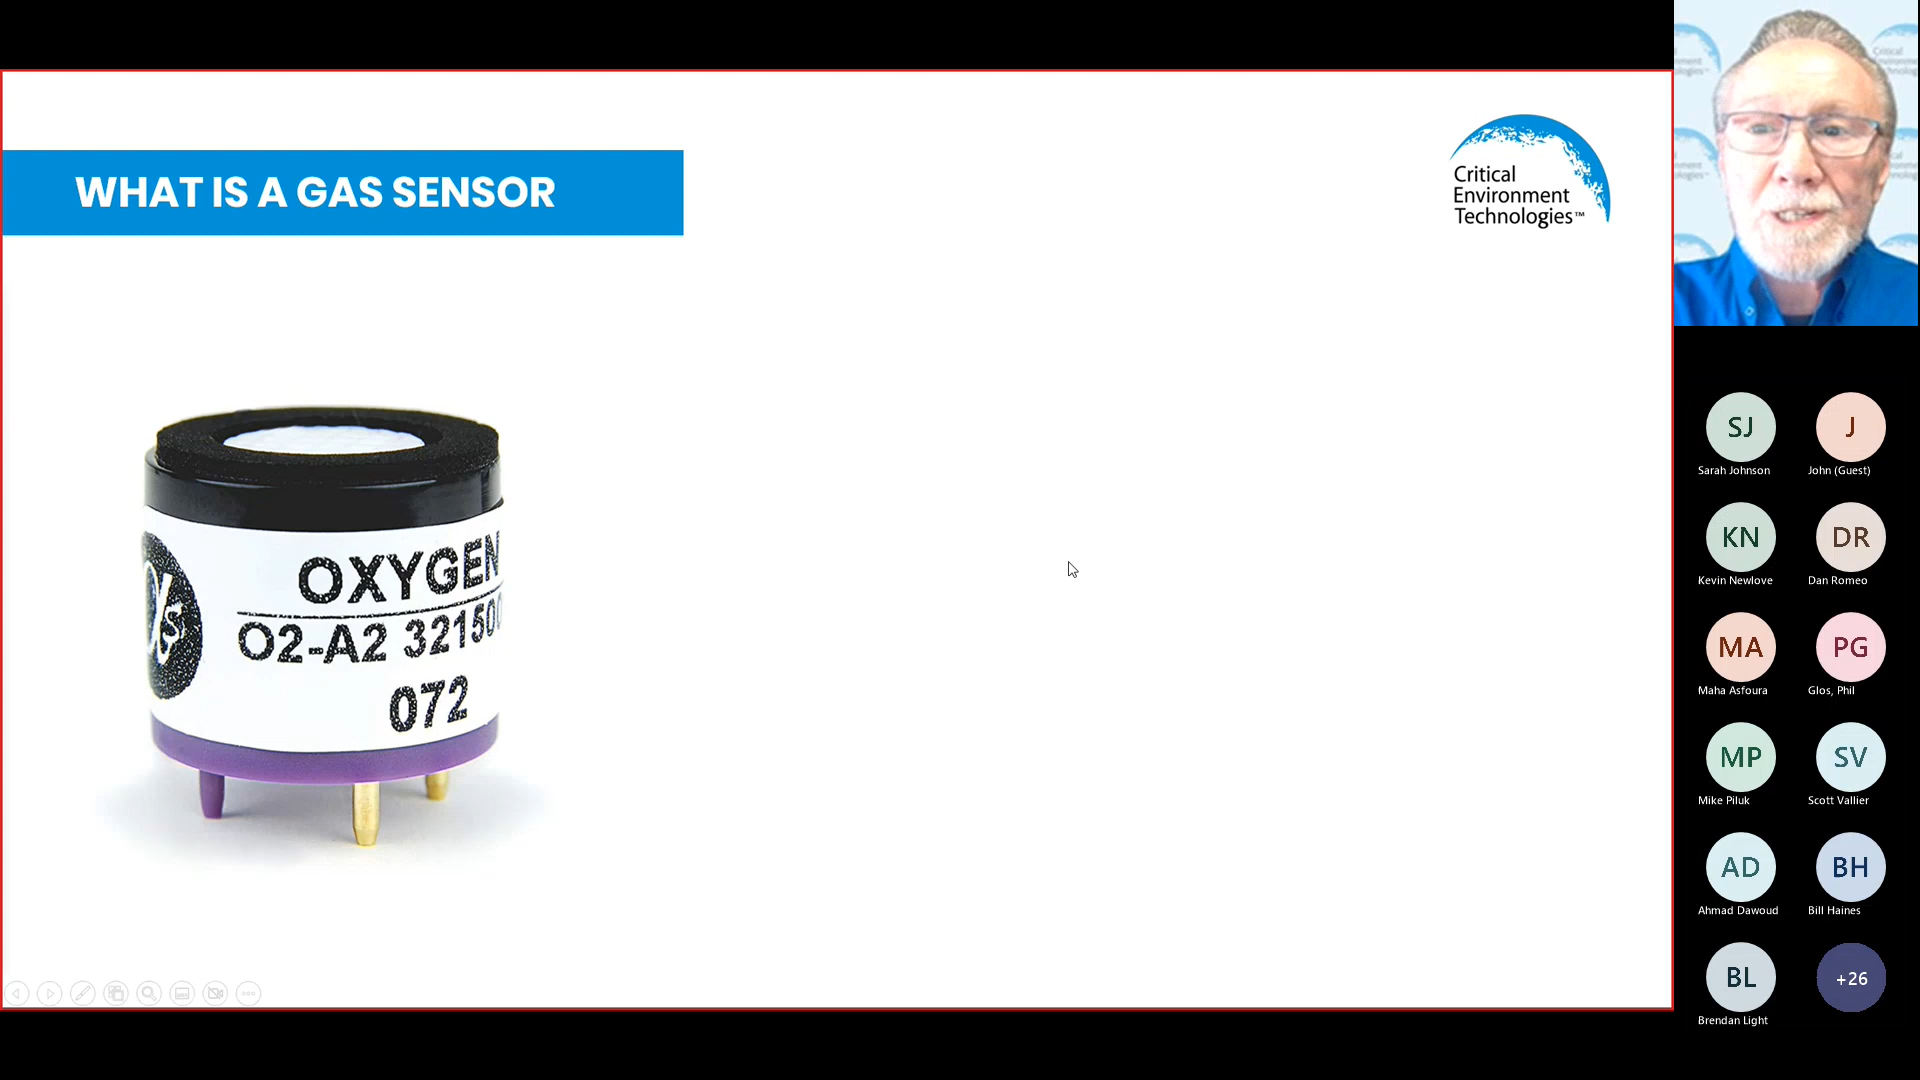 WHAT IS A GAS SENSOR
Critical
Environment
Technologies™
OXYGEN
O2-A2 321500
072
SJ
Sarah Johnson
J
John (Guest)
KN
Kevin Newlove
DR
Dan Romeo
MA
Maha Asfoura
PG
Glos, Phil
MP
Mike Piluk
SV
Scott Vallier
AD
Ahmad Dawoud
BH
Bill Haines
BL
Brendan Light
+26